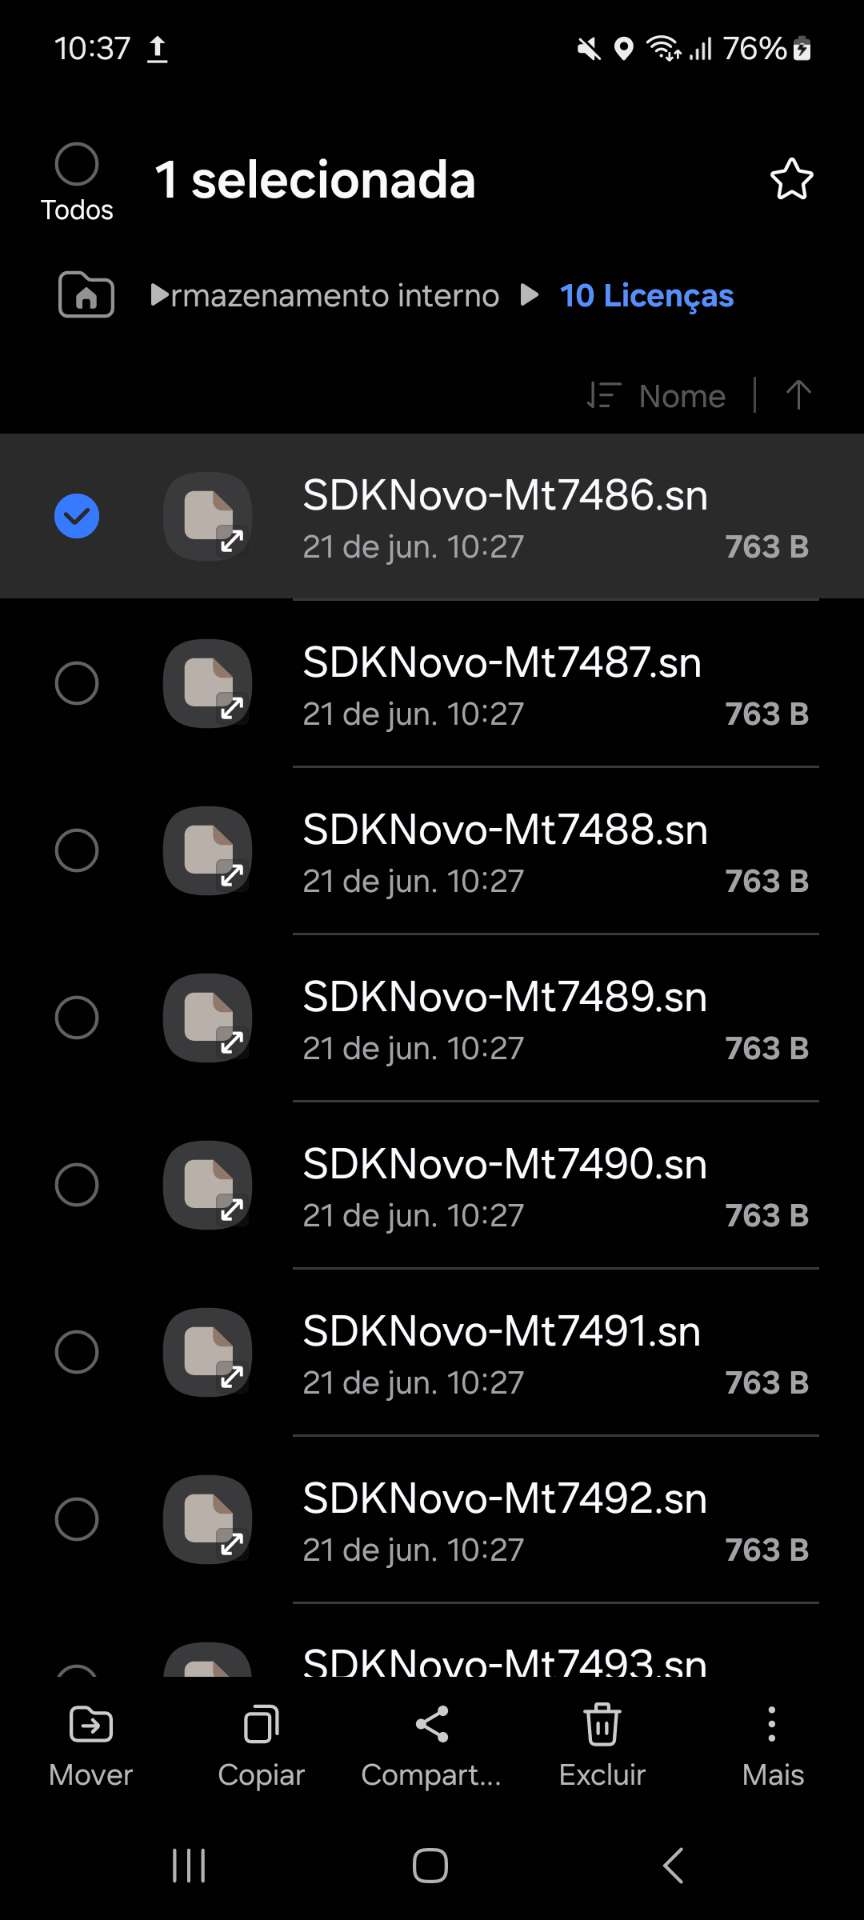 10:37
76%
1 selecionada
Todos
rmazenamento interno
10 Licenças
Nome
SDKNovo-Mt7486.sn
21 de jun. 10:27 763 B
SDKNovo-Mt7487.sn
21 de jun. 10:27 763 B
SDKNovo-Mt7488.sn
21 de jun. 10:27 763 B
SDKNovo-Mt7489.sn
21 de jun. 10:27 763 B
SDKNovo-Mt7490.sn
21 de jun. 10:27 763 B
SDKNovo-Mt7491.sn
21 de jun. 10:27 763 B
SDKNovo-Mt7492.sn
21 de jun. 10:27 763 B
SDKNovo-Mt7493.sn
Mover Copiar Compart... Excluir Mais